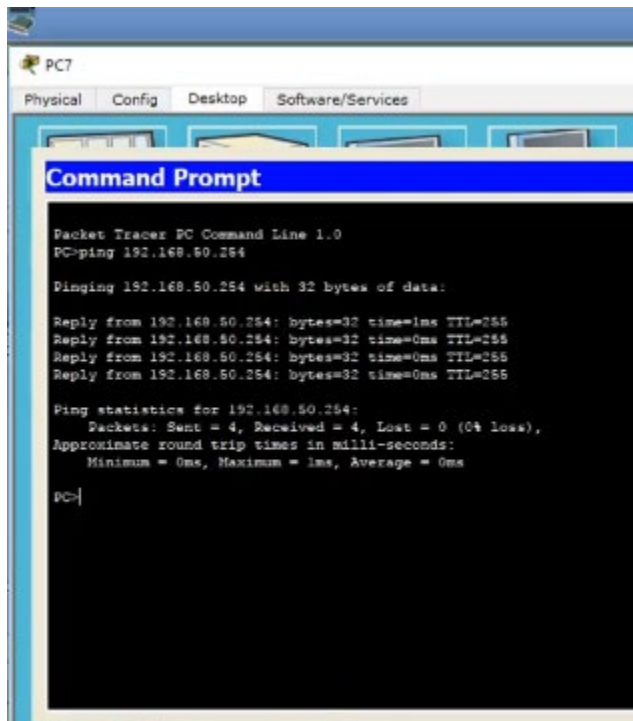 PC7
Physical Config Desktop Software/Services
Command Prompt
Packet Tracer PC Command Line 1.0
PC>ping 192.168.50.254
Pinging 192.168.50.254 with 32 bytes of data:
Reply from 192.168.50.254: bytes=32 time=1ms TTL=255
Reply from 192.168.50.254: bytes=32 time=0ms TTL=255
Reply from 192.168.50.254: bytes=32 time=0ms TTL=255
Reply from 192.168.50.254: bytes=32 time=0ms TTL=255
Ping statistics for 192.168.50.254:
Packets: Sent = 4, Received = 4, Lost = 0 (0% loss),
Approximate round trip times in milli-seconds:
Minimum = 0ms, Maximum = 1ms, Average = 0ms
PC>